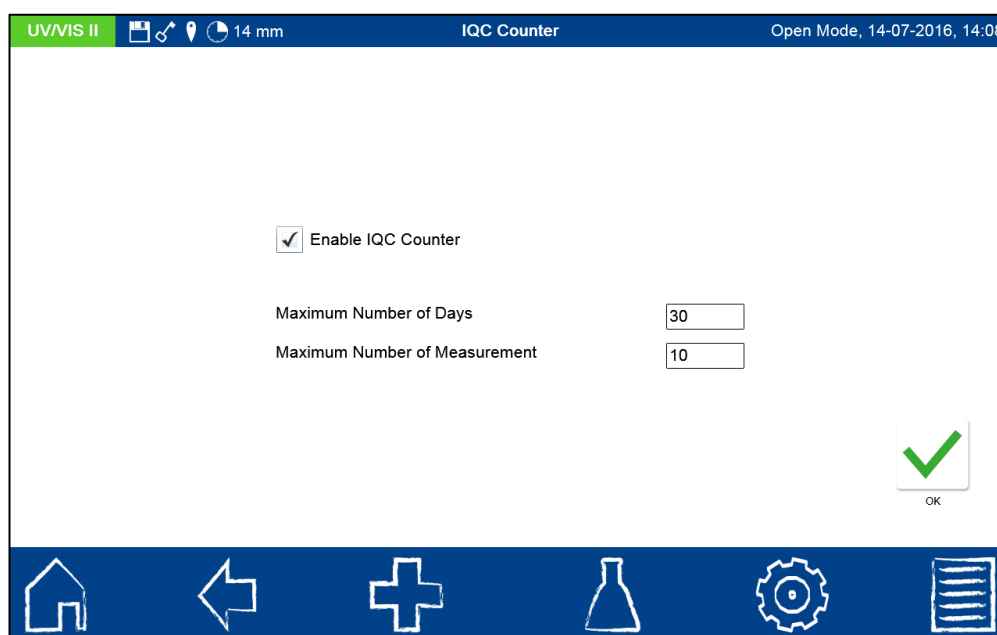 UV/VIS II 14 mm IQC Counter Open Mode, 14-07-2016, 14:08
Enable IQC Counter
Maximum Number of Days 30
Maximum Number of Measurement 10
OK